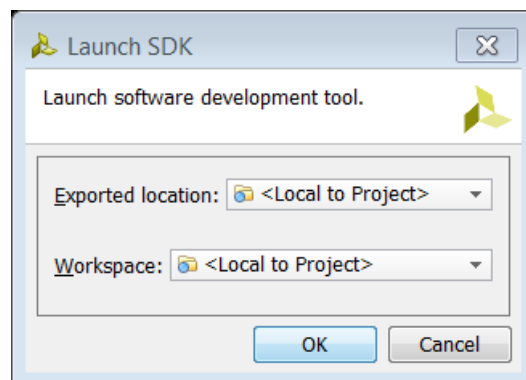 Launch SDK
Launch software development tool.
Exported location: <Local to Project>
Workspace: <Local to Project>
OK Cancel